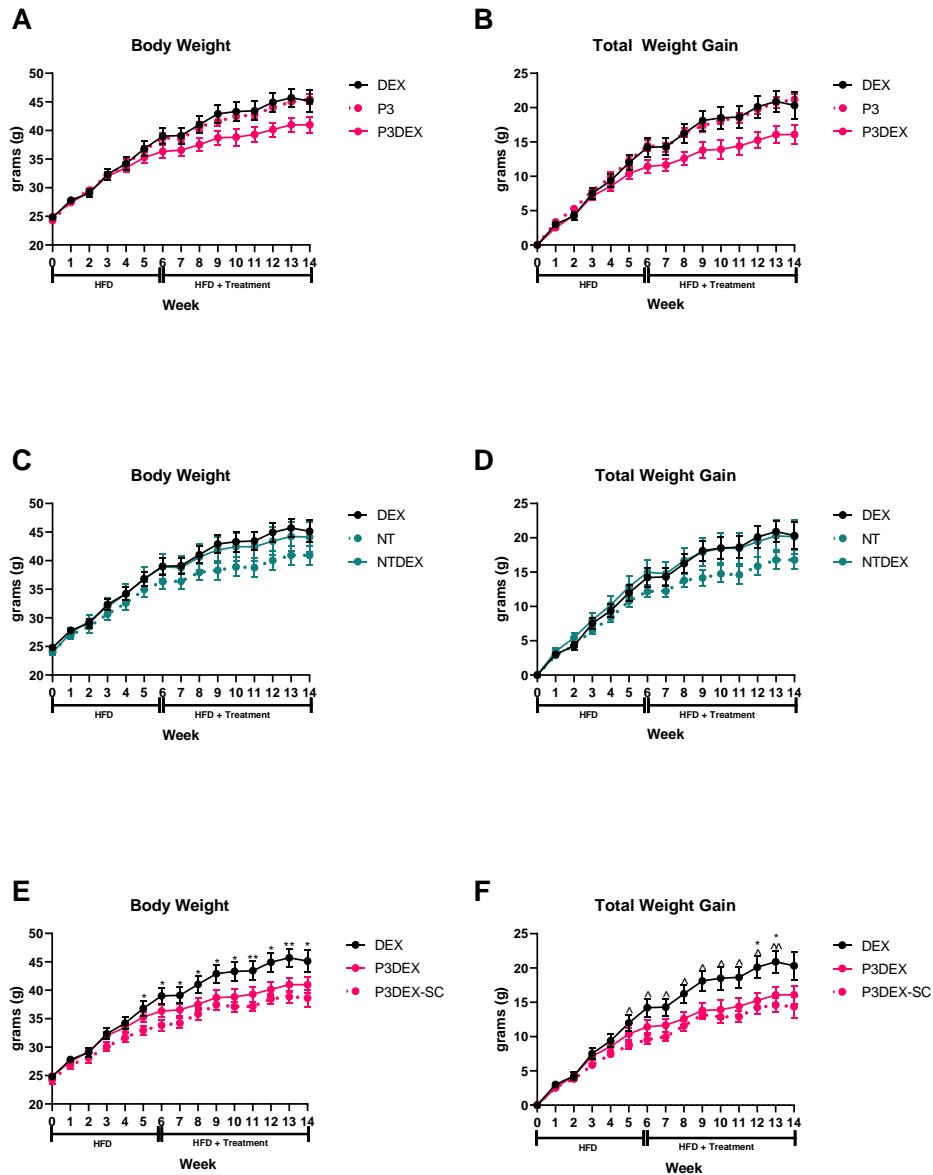 A
Body Weight
grams (g)
50
45
40
35
30
25
20
0 1 2 3 4 5 6 7 8 9 10 11 12 13 14
HFD
HFD + Treatment
Week
DEX
P3
P3DEX
B
Total Weight Gain
grams (g)
25
20
15
10
5
0
0 1 2 3 4 5 6 7 8 9 10 11 12 13 14
HFD
HFD + Treatment
Week
DEX
P3
P3DEX
C
Body Weight
grams (g)
50
45
40
35
30
25
20
0 1 2 3 4 5 6 7 8 9 10 11 12 13 14
HFD
HFD + Treatment
Week
DEX
NT
NTDEX
D
Total Weight Gain
grams (g)
25
20
15
10
5
0
0 1 2 3 4 5 6 7 8 9 10 11 12 13 14
HFD
HFD + Treatment
Week
DEX
NT
NTDEX
E
Body Weight
grams (g)
50
45
40
35
30
25
20
* * * * * * ** * ** *
0 1 2 3 4 5 6 7 8 9 10 11 12 13 14
HFD
HFD + Treatment
Week
DEX
P3DEX
P3DEX-SC
F
Total Weight Gain
grams (g)
25
20
15
10
5
0
* *
^ ^ ^ ^ ^ ^ ^ ^ ^^
0 1 2 3 4 5 6 7 8 9 10 11 12 13 14
HFD
HFD + Treatment
Week
DEX
P3DEX
P3DEX-SC